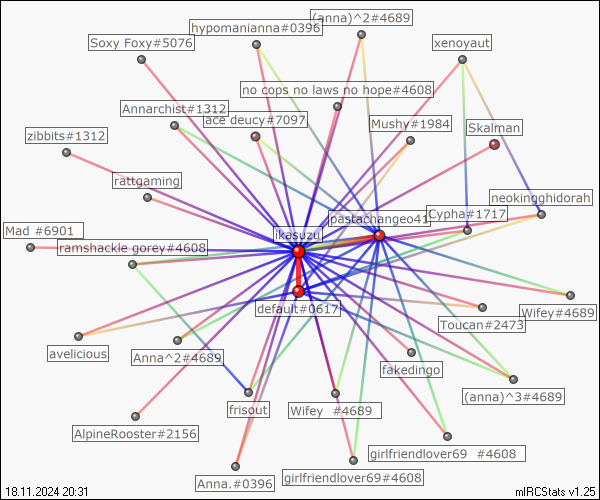 (anna)^2#4689
hypomanianna#0396
Soxy Foxy#5076
xenoyaut
no cops no laws no hope#4608
Annarchist#1312
ace deucy#7097
Mushy#1984
Skalman
zibbits#1312
rattgaming
neokingghidorah
pastachangeo41
Cypha#1717
Mad #6901
ikasuzu
ramshackle gorey#4608
default#0617
Wifey#4689
Toucan#2473
avelicious
Anna^2#4689
fakedingo
(anna)^3#4689
frisout
Wifey #4689
AlpineRooster#2156
girlfriendlover69 #4608
girlfriendlover69#4608
Anna.#0396
18.11.2024 20:31
mIRCStats v1.25